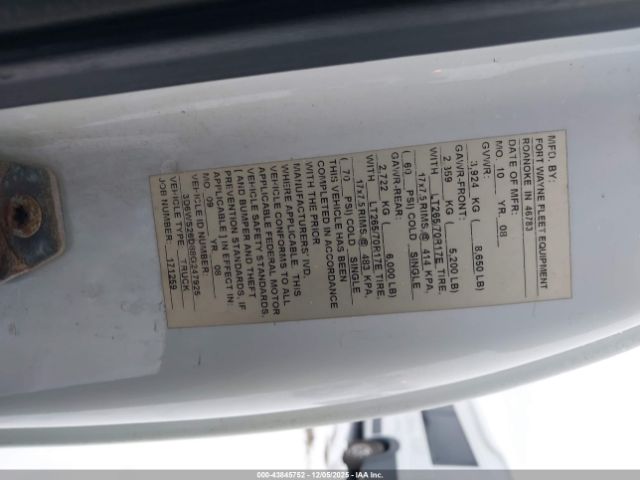 MFD. BY:
FORT WAYNE FLEET EQUIPMENT
ROANOKE IN 46783
DATE OF MFR:
MO. 10 YR. 08
GVWR:
3,924 KG ( 8,650 LB)
GAWR-FRONT:
2,359 KG ( 5,200 LB)
WITH LT265/70R17E TIRE,
17x7.5 RIMS,@ 414 KPA,
( 60 PSI) COLD SINGLE
GAWR-REAR:
2,722 KG ( 6,000 LB)
WITH LT265/70R17E TIRE,
17x7.5 RIMS,@ 483 KPA,
( 70 PSI) COLD SINGLE
THIS VEHICLE HAS BEEN
COMPLETED IN ACCORDANCE
WITH THE PRIOR
MANUFACTURERS' IVD.
WHERE APPLICABLE. THIS
VEHICLE CONFORMS TO ALL
APPLICABLE FEDERAL MOTOR
VEHICLE SAFETY STANDARDS,
[ AND BUMPER AND THEFT
PREVENTION STANDARDS, IF
APPLICABLE ] IN EFFECT IN
MO. YR. 08
VEHICLE ID NUMBER:
VEHICLE TYPE: TRUCK
JOB NUMBER: 171259
00-43845752 - 12/05/2025 - IAA Inc.